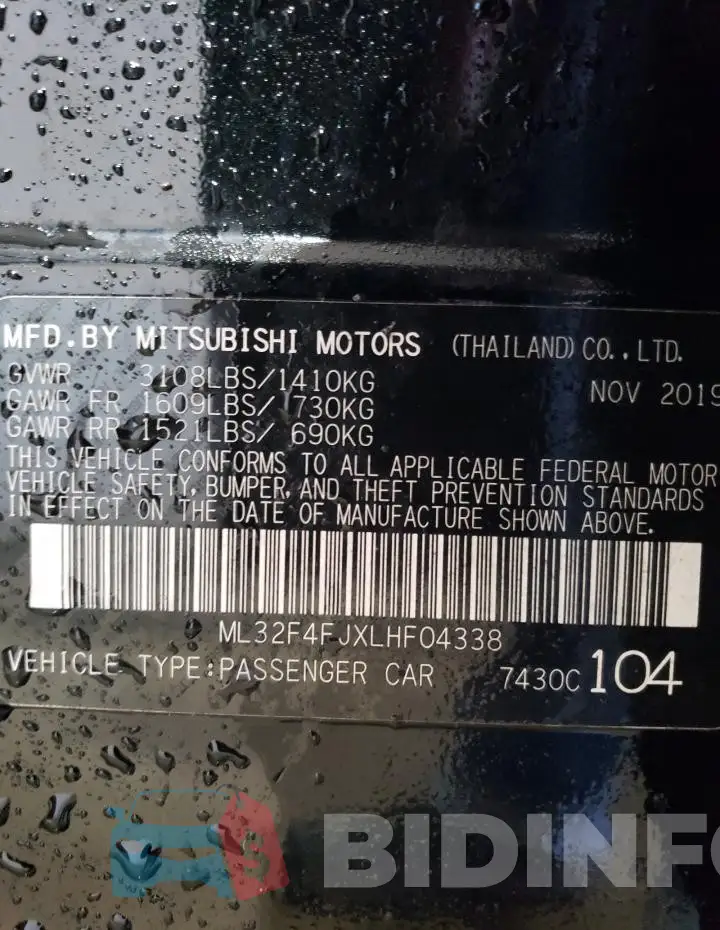 MFD.BY MITSUBISHI MOTORS (THAILAND) CO.,LTD.
GVWR 3108LBS/1410KG NOV 2019
GAWR FR 1609LBS/ 730KG
GAWR RR 1521LBS/ 690KG
THIS VEHICLE CONFORMS TO ALL APPLICABLE FEDERAL MOTOR
VEHICLE SAFETY, BUMPER, AND THEFT PREVENTION STANDARDS
IN EFFECT ON THE DATE OF MANUFACTURE SHOWN ABOVE.
ML32F4FJXLHF04338
VEHICLE TYPE:PASSENGER CAR 7430C 104
$ BIDINFO